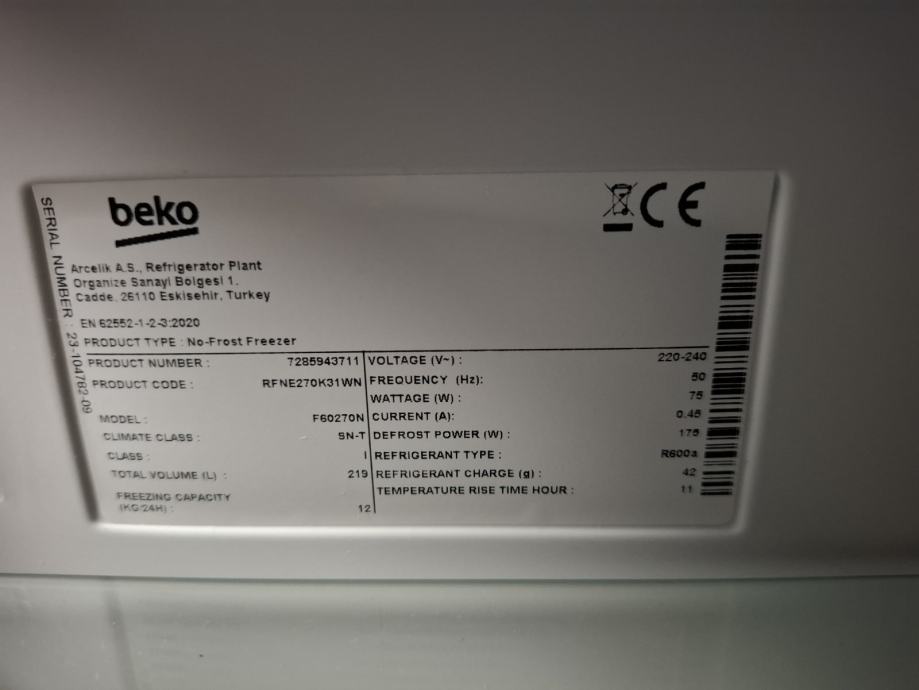 beko
CE
Arcelik A.S., Refrigerator Plant
Organize Sanayi Bolgesi 1.
Cadde. 26110 Eskisehir, Turkey
EN 62552-1-2-3:2020
PRODUCT TYPE : No-Frost Freezer
PRODUCT NUMBER : 7285943711
PRODUCT CODE : RFNE270K31WN
MODEL : F60270N
CLIMATE CLASS : SN-T
CLASS : I
TOTAL VOLUME (L) : 219
FREEZING CAPACITY
(KG/24H) : 12
VOLTAGE (V~) : 220-240
FREQUENCY (Hz): 50
WATTAGE (W) : 75
CURRENT (A): 0.45
DEFROST POWER (W) : 175
REFRIGERANT TYPE : R600a
REFRIGERANT CHARGE (g) : 42
TEMPERATURE RISE TIME HOUR : 11
SERIAL NUMBER : 23-104782-09